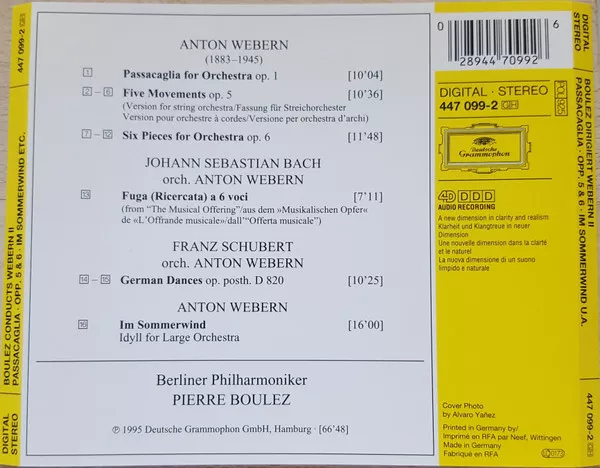 DIGITAL STEREO 447 099-2 GH
BOULEZ CONDUCTS WEBERN II
PASSACAGLIA · OPP. 5 & 6 · IM SOMMERWIND ETC.
ANTON WEBERN
(1883–1945)
1 Passacaglia for Orchestra op. 1 [10'04]
2 – 6 Five Movements op. 5 [10'36]
(Version for string orchestra/Fassung für Streichorchester
Version pour orchestre à cordes/Versione per orchestra d'archi)
7 – 12 Six Pieces for Orchestra op. 6 [11'48]
JOHANN SEBASTIAN BACH
orch. ANTON WEBERN
13 Fuga (Ricercata) a 6 voci [7'11]
(from "The Musical Offering"/aus dem »Musikalischen Opfer«
de «L'Offrande musicale»/dall'"Offerta musicale")
FRANZ SCHUBERT
orch. ANTON WEBERN
14 – 15 German Dances op. posth. D 820 [10'25]
ANTON WEBERN
16 Im Sommerwind [16'00]
Idyll for Large Orchestra
Berliner Philharmoniker
PIERRE BOULEZ
℗ 1995 Deutsche Grammophon GmbH, Hamburg · [66'48]
0 28944 70992 6
DIGITAL · STEREO
447 099-2 GH
Deutsche
Grammophon
4D DDD
AUDIO RECORDING
A new dimension in clarity and realism
Klarheit und Klangtreue in neuer
Dimension
Une nouvelle dimension dans la clarté
et le naturel
La nuova dimensione di un suono
limpido e naturale
Cover Photo
by Alvaro Yañez
Printed in Germany by/
Imprimé en RFA par Neef, Wittingen
Made in Germany
Fabriqué en RFA
DIGITAL STEREO 447 099-2 GH
BOULEZ DIRIGIERT WEBERN II
PASSACAGLIA · OPP. 5 & 6 · IM SOMMERWIND U.A.